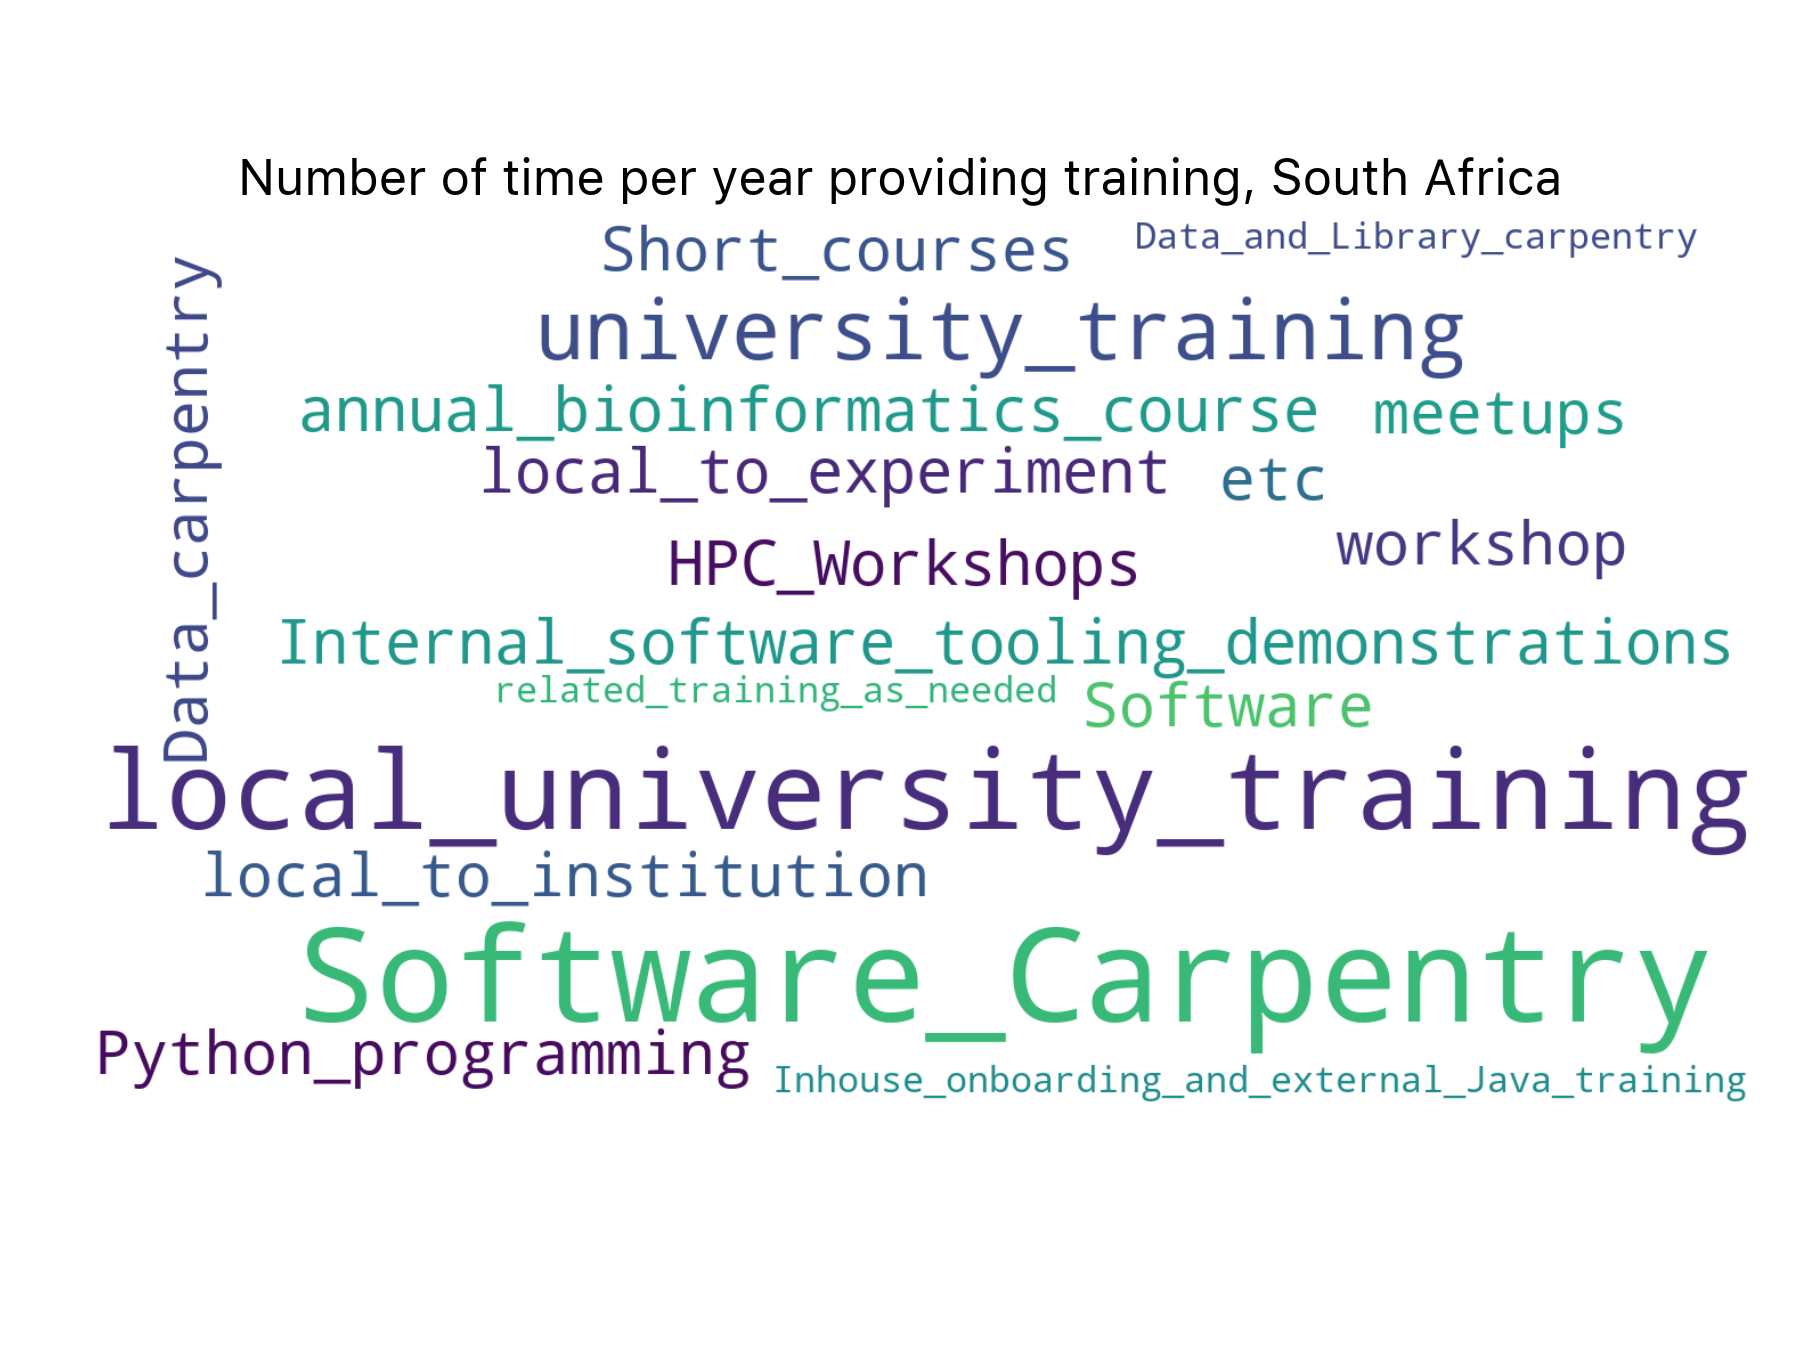 Number of time per year providing training, South Africa
Short_courses
Data_and_Library_carpentry
Data_carpentry
university_training
annual_bioinformatics_course
meetups
local_to_experiment
etc
HPC_Workshops
workshop
Internal_software_tooling_demonstrations
related_training_as_needed
Software
local_university_training
local_to_institution
Software_Carpentry
Python_programming
Inhouse_onboarding_and_external_Java_training